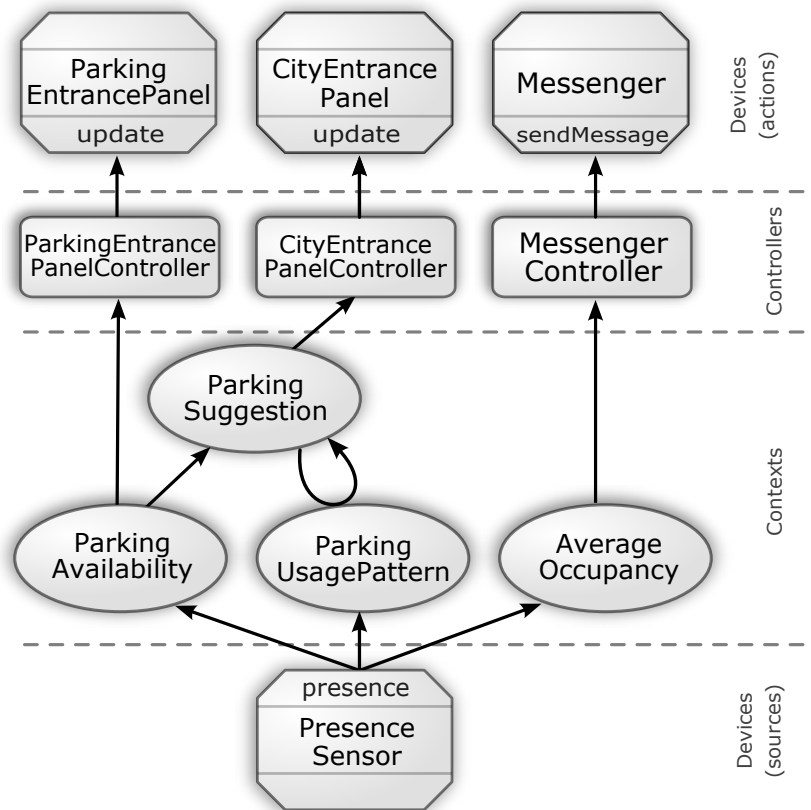 Parking
EntrancePanel
update
CityEntrance
Panel
update
Messenger
sendMessage
Devices
(actions)
ParkingEntrance
PanelController
CityEntrance
PanelController
Messenger
Controller
Controllers
Parking
Suggestion
Parking
Availability
Parking
UsagePattern
Average
Occupancy
Contexts
presence
Presence
Sensor
Devices
(sources)